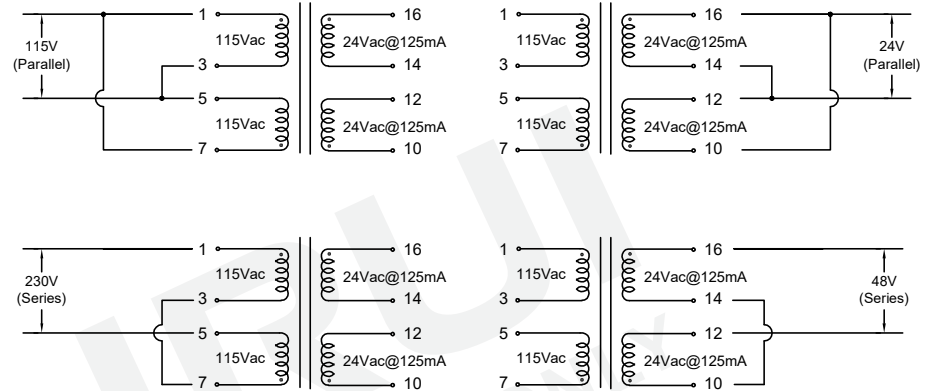 1 16 1 16
115V 115Vac 24Vac@125mA 115Vac 24Vac@125mA 24V
(Parallel) (Parallel)
3 14 3 14
5 12 5 12
115Vac 24Vac@125mA 115Vac 24Vac@125mA
7 10 7 10
1 16 1 16
230V 115Vac 24Vac@125mA 115Vac 24Vac@125mA 48V
(Series) (Series)
3 14 3 14
5 12 5 12
115Vac 24Vac@125mA 115Vac 24Vac@125mA
7 10 7 10